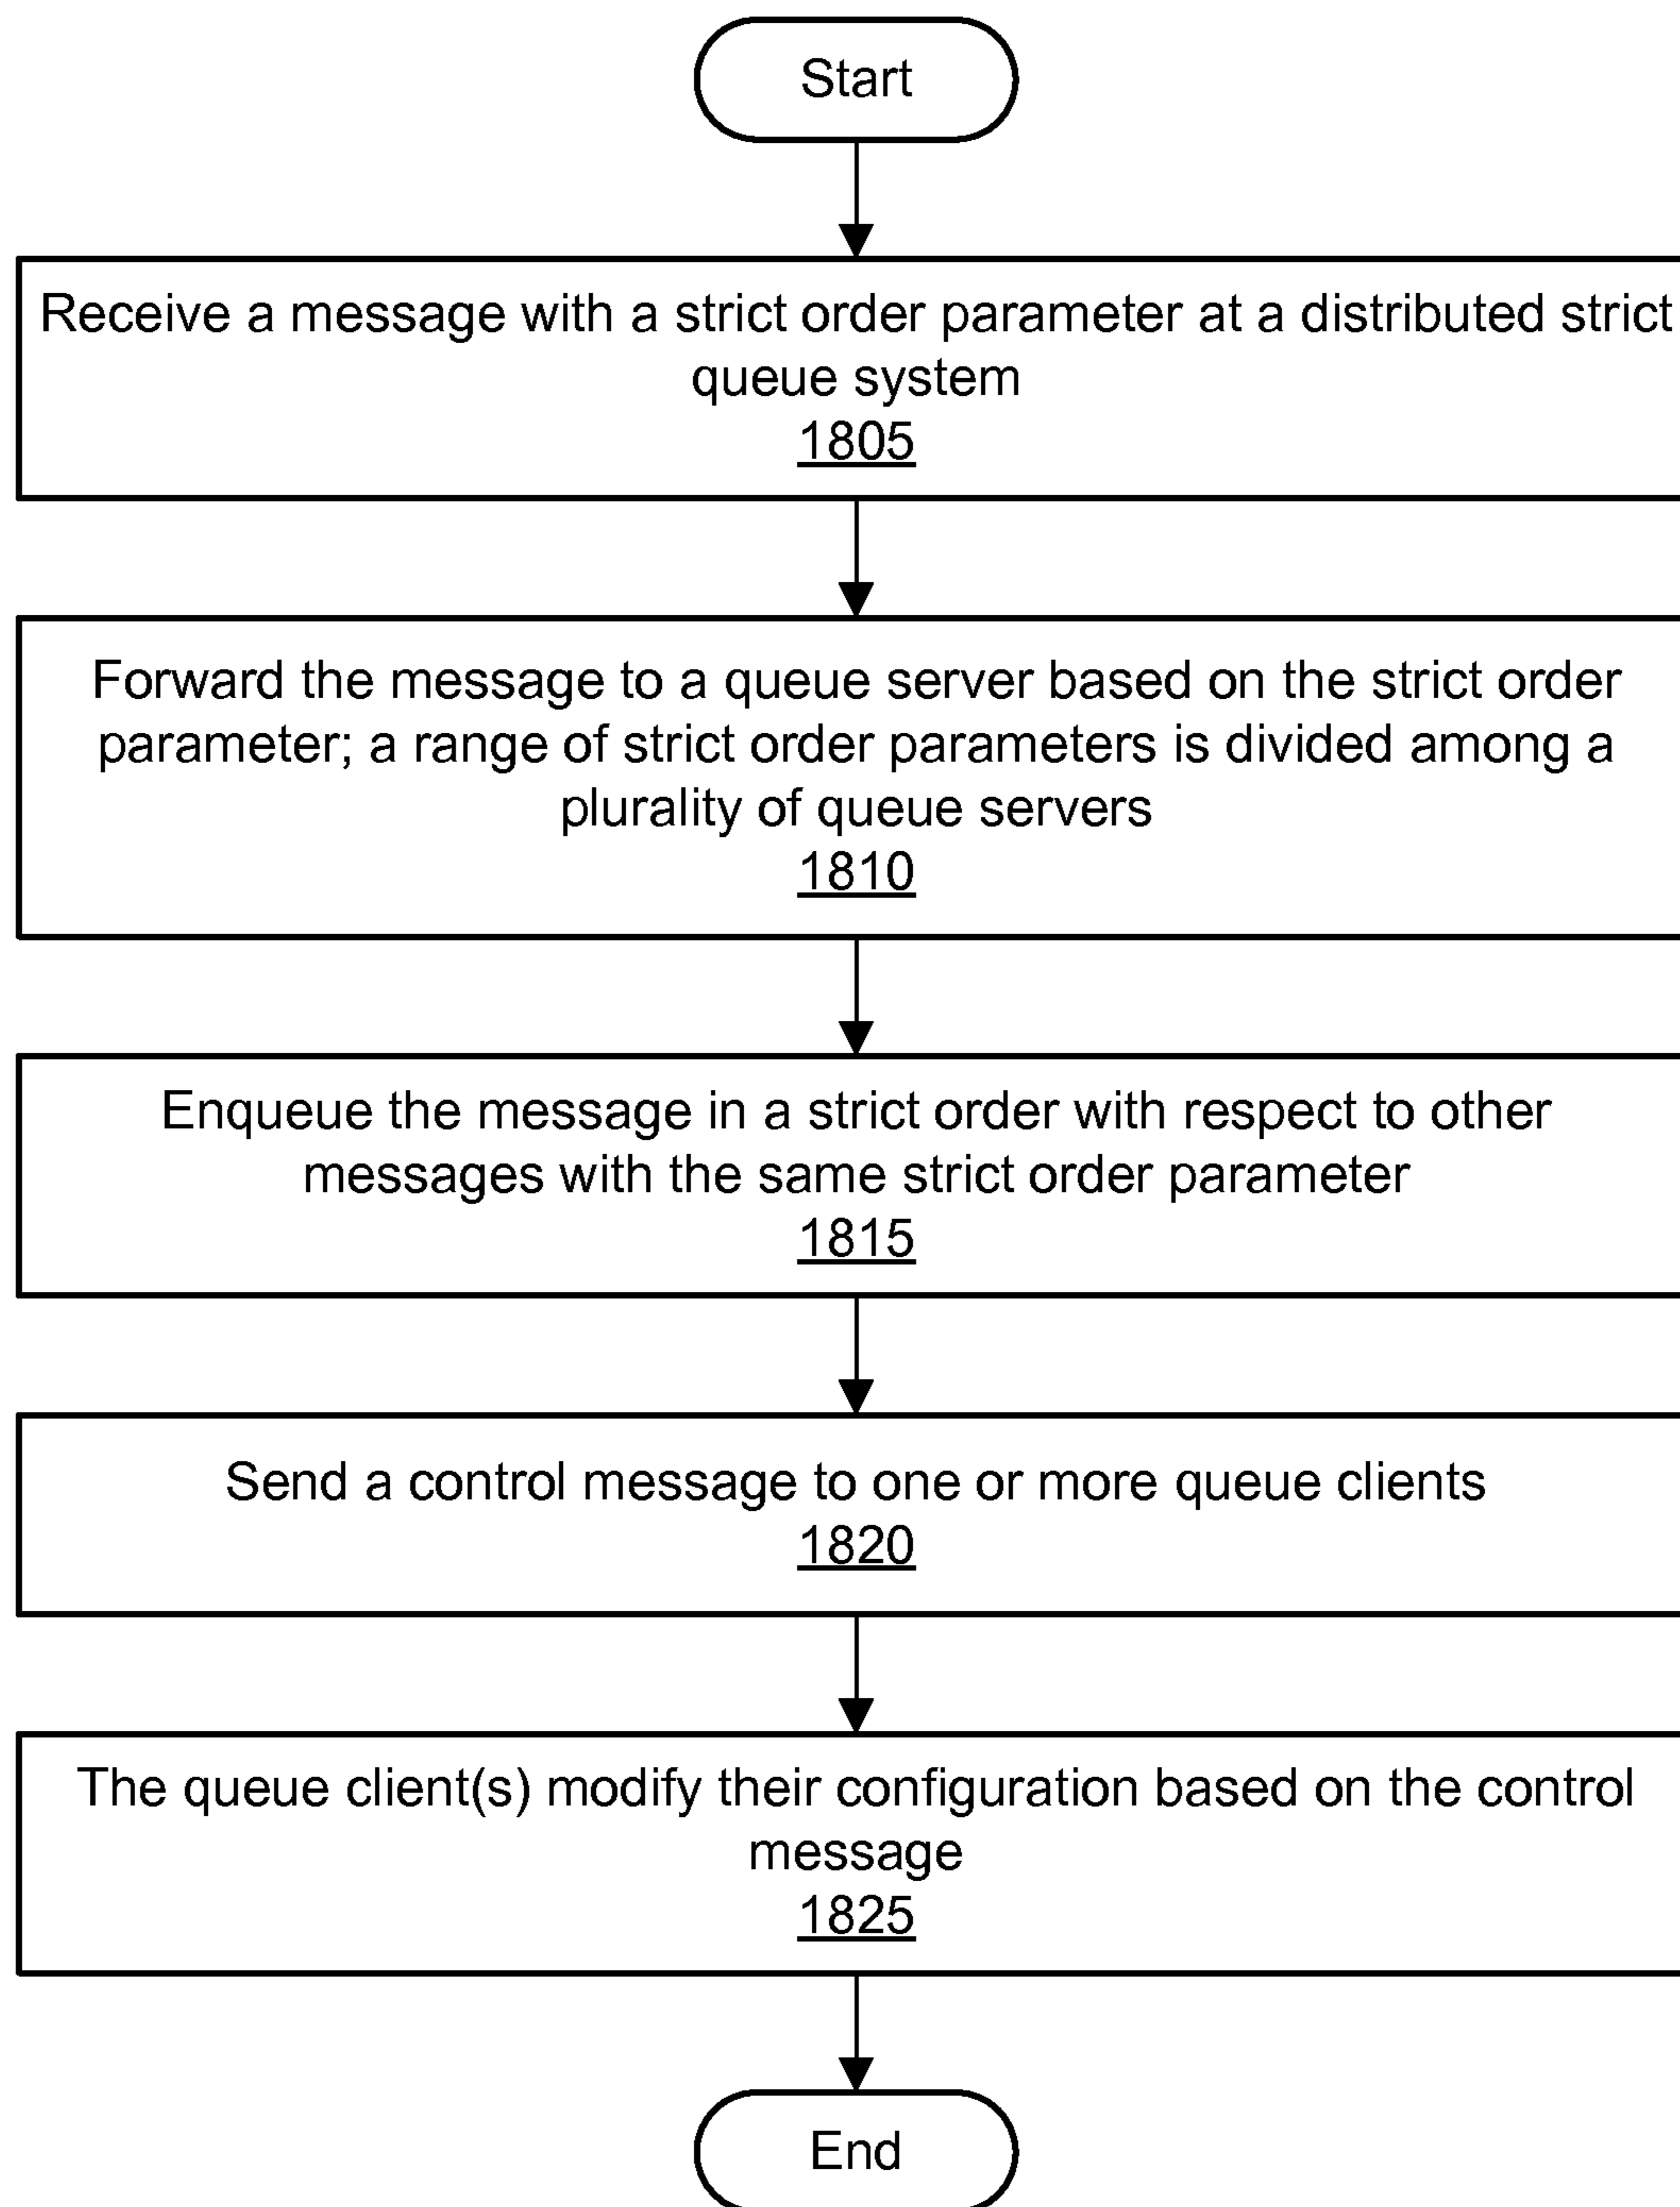 Start
Receive a message with a strict order parameter at a distributed strict
queue system
1805
Forward the message to a queue server based on the strict order
parameter; a range of strict order parameters is divided among a
plurality of queue servers
1810
Enqueue the message in a strict order with respect to other
messages with the same strict order parameter
1815
Send a control message to one or more queue clients
1820
The queue client(s) modify their configuration based on the control
message
1825
End